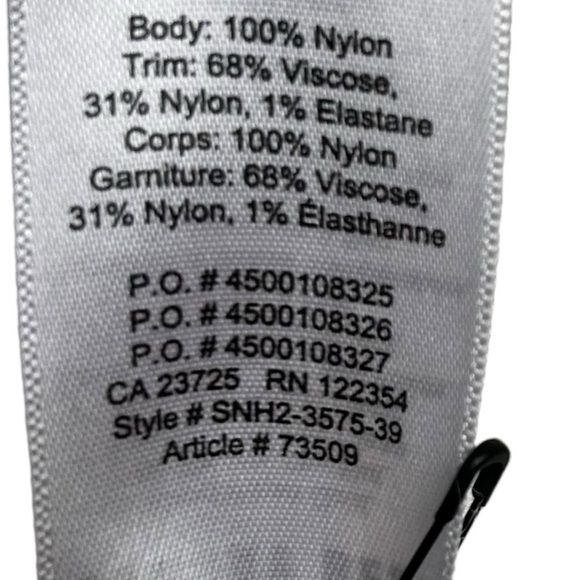 Body: 100% Nylon
Trim: 68% Viscose,
31% Nylon, 1% Elastane
Corps: 100% Nylon
Garniture: 68% Viscose,
31% Nylon, 1% Élasthanne
P.O. # 4500108325
P.O. # 4500108326
P.O. # 4500108327
CA 23725 RN 122354
Style # SNH2-3575-39
Article # 73509